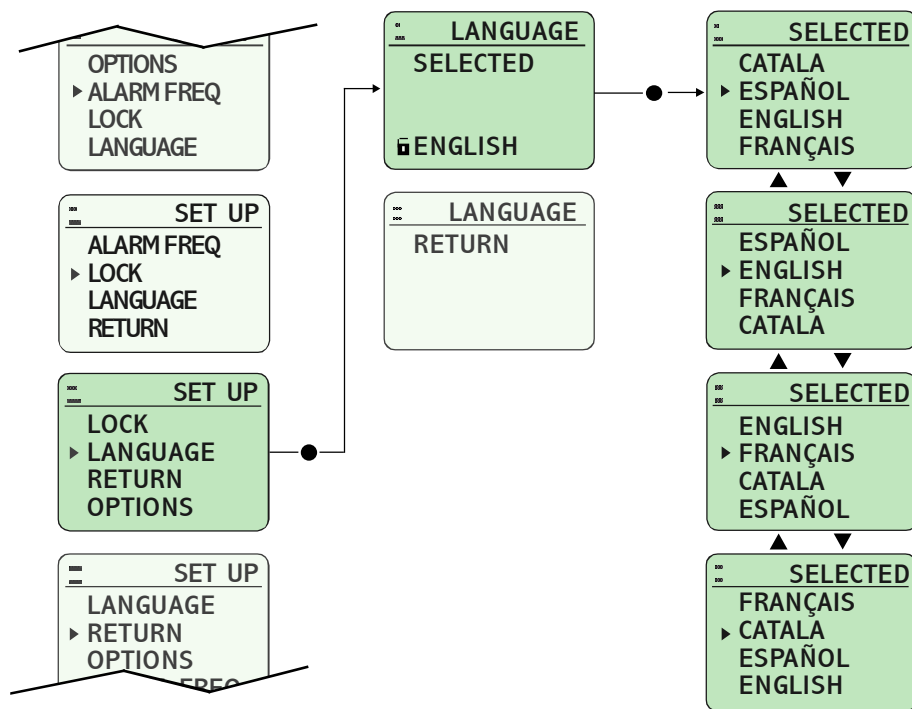 OPTIONS
ALARM FREQ
LOCK
LANGUAGE
SET UP
ALARM FREQ
LOCK
LANGUAGE
RETURN
SET UP
LOCK
LANGUAGE
RETURN
OPTIONS
SET UP
LANGUAGE
RETURN
OPTIONS
LANGUAGE
SELECTED
ENGLISH
LANGUAGE
RETURN
SELECTED
CATALA
ESPAÑOL
ENGLISH
FRANÇAIS
SELECTED
ESPAÑOL
ENGLISH
FRANÇAIS
CATALA
SELECTED
ENGLISH
FRANÇAIS
CATALA
ESPAÑOL
SELECTED
FRANÇAIS
CATALA
ESPAÑOL
ENGLISH